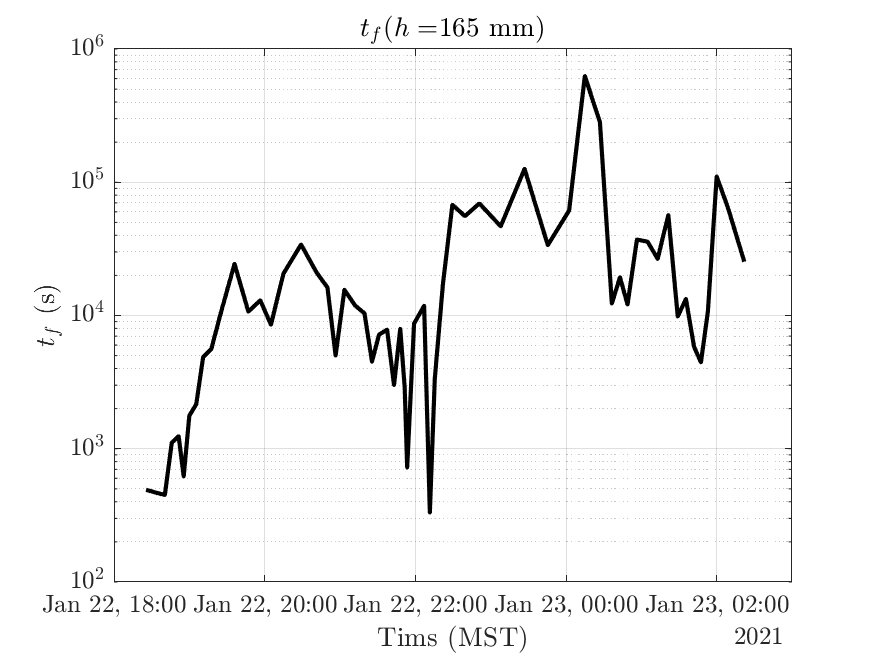 t_f(h =165 mm)
10^6
10^5
10^4
10^3
10^2
t_f (s)
Jan 22, 18:00 Jan 22, 20:00 Jan 22, 22:00 Jan 23, 00:00 Jan 23, 02:00
Tims (MST)
2021